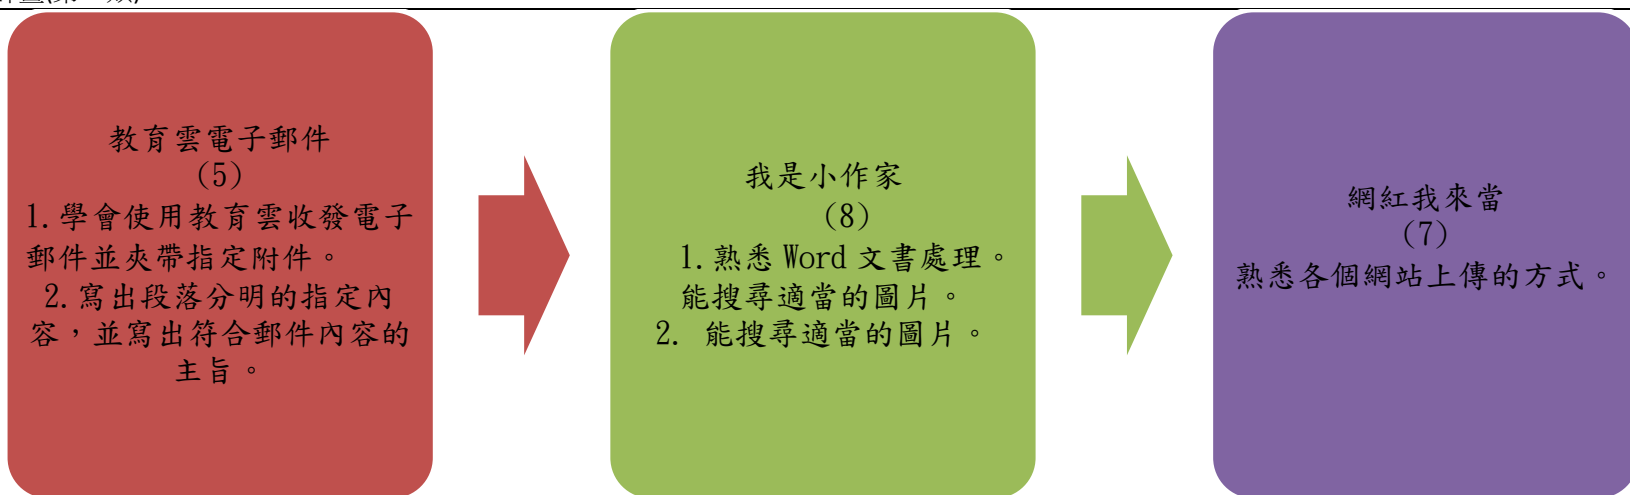 教育雲電子郵件
(5)
1.學會使用教育雲收發電子
郵件並夾帶指定附件。
2.寫出段落分明的指定內
容，並寫出符合郵件內容的
主旨。
我是小作家
(8)
1.熟悉 Word 文書處理。
能搜尋適當的圖片。
2. 能搜尋適當的圖片。
網紅我來當
(7)
熟悉各個網站上傳的方式。